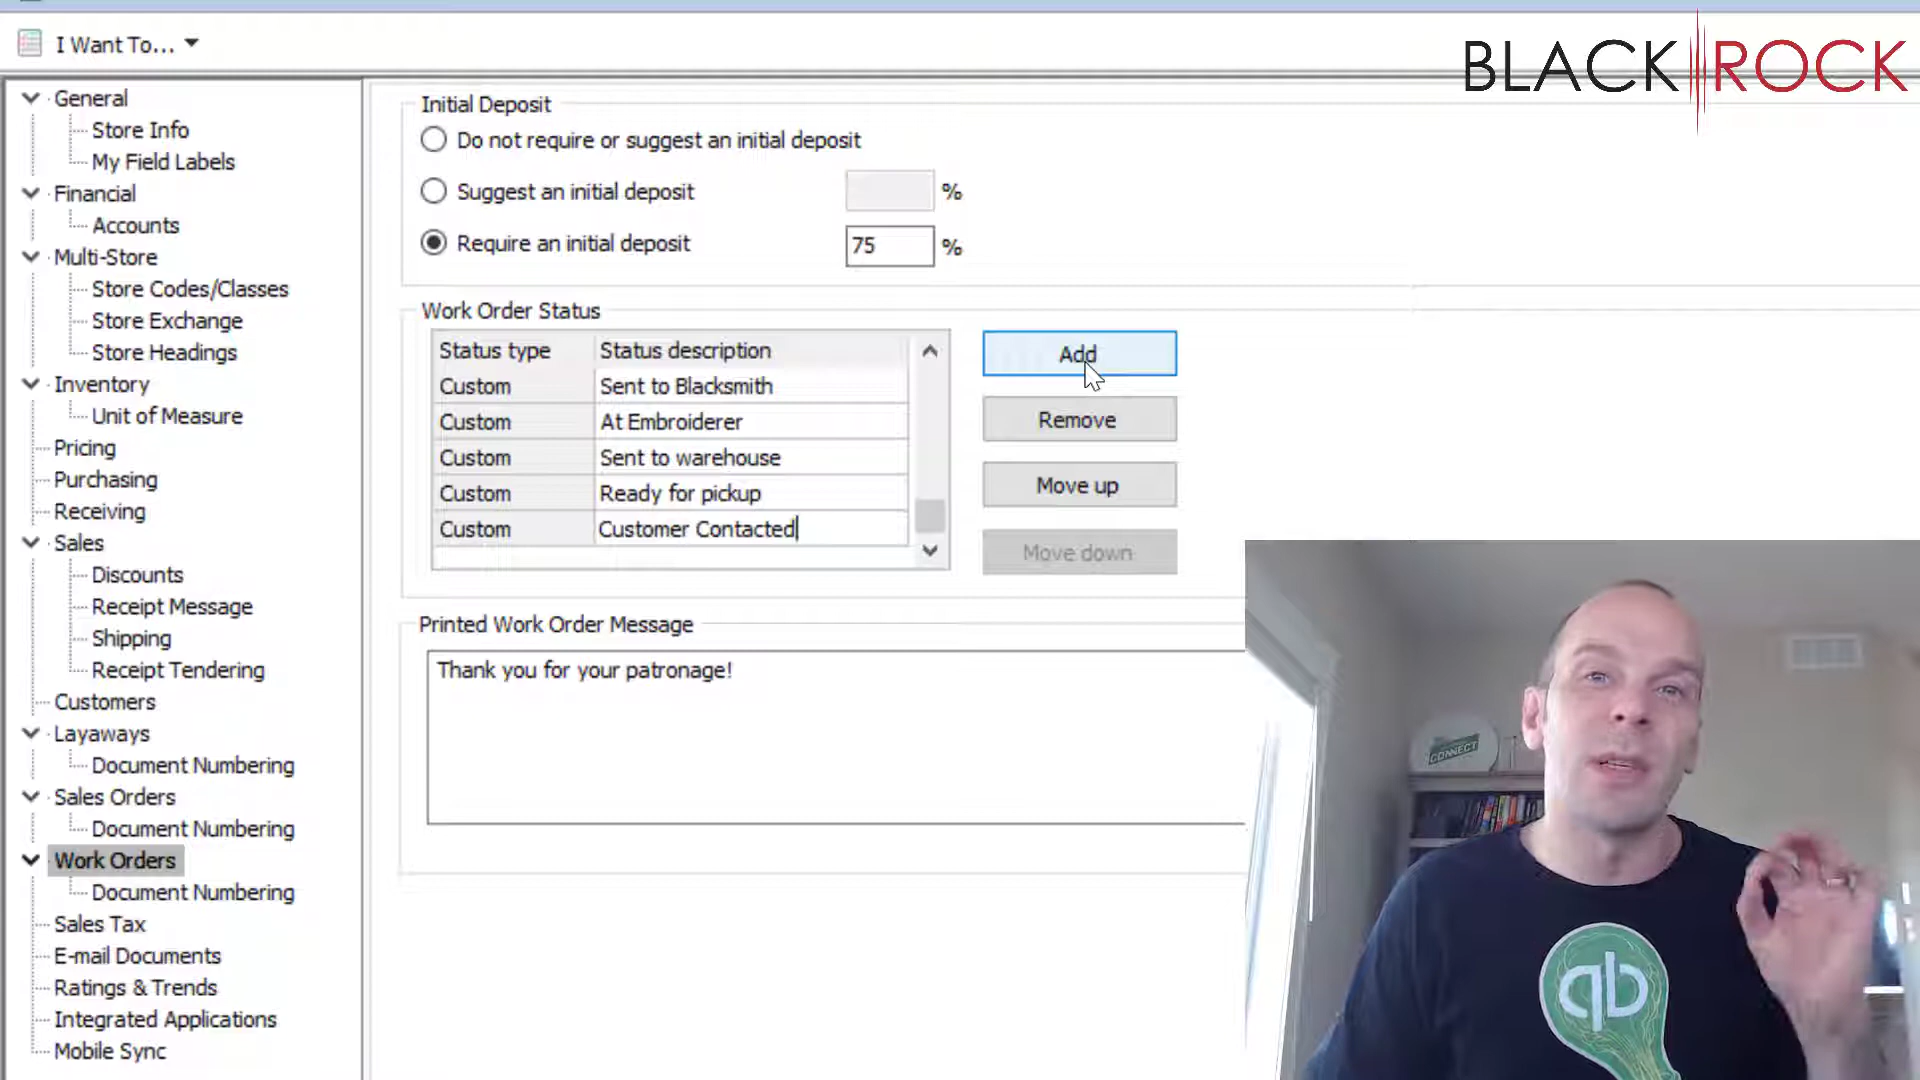 I Want To...
BLACK ROCK
General
Store Info
My Field Labels
Financial
Accounts
Multi-Store
Store Codes/Classes
Store Exchange
Store Headings
Inventory
Unit of Measure
Pricing
Purchasing
Receiving
Sales
Discounts
Receipt Message
Shipping
Receipt Tendering
Customers
Layaways
Document Numbering
Sales Orders
Document Numbering
Work Orders
Document Numbering
Sales Tax
E-mail Documents
Ratings & Trends
Integrated Applications
Mobile Sync
Initial Deposit
Do not require or suggest an initial deposit
Suggest an initial deposit %
Require an initial deposit 75 %
Work Order Status
Status type Status description
Custom Sent to Blacksmith
Custom At Embroiderer
Custom Sent to warehouse
Custom Ready for pickup
Custom Customer Contacted
Add
Remove
Move up
Move down
Printed Work Order Message
Thank you for your patronage!
CONNECT
qb